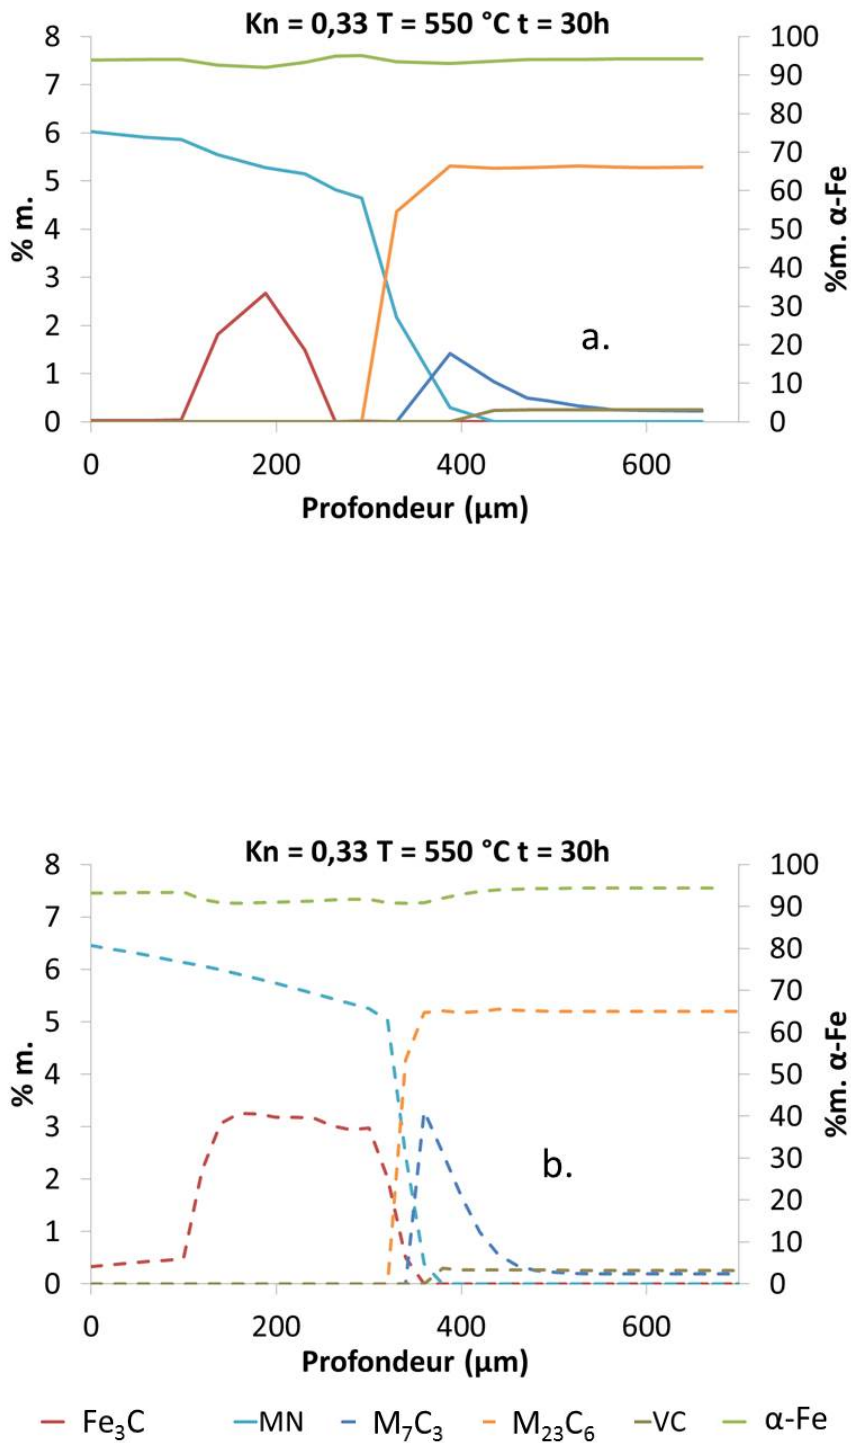 Kn = 0,33 T = 550 °C t = 30h
8 100
7 90
80
6 70
5 60
4 50
3 40
30
2 20
1 10
0 0
% m.
%m. α-Fe
a.
0 200 400 600
Profondeur (µm)
Kn = 0,33 T = 550 °C t = 30h
8 100
7 90
80
6 70
5 60
4 50
3 40
30
2 20
1 10
0 0
% m.
%m. α-Fe
b.
0 200 400 600
Profondeur (µm)
Fe₃C MN M₇C₃ M₂₃C₆ VC α-Fe